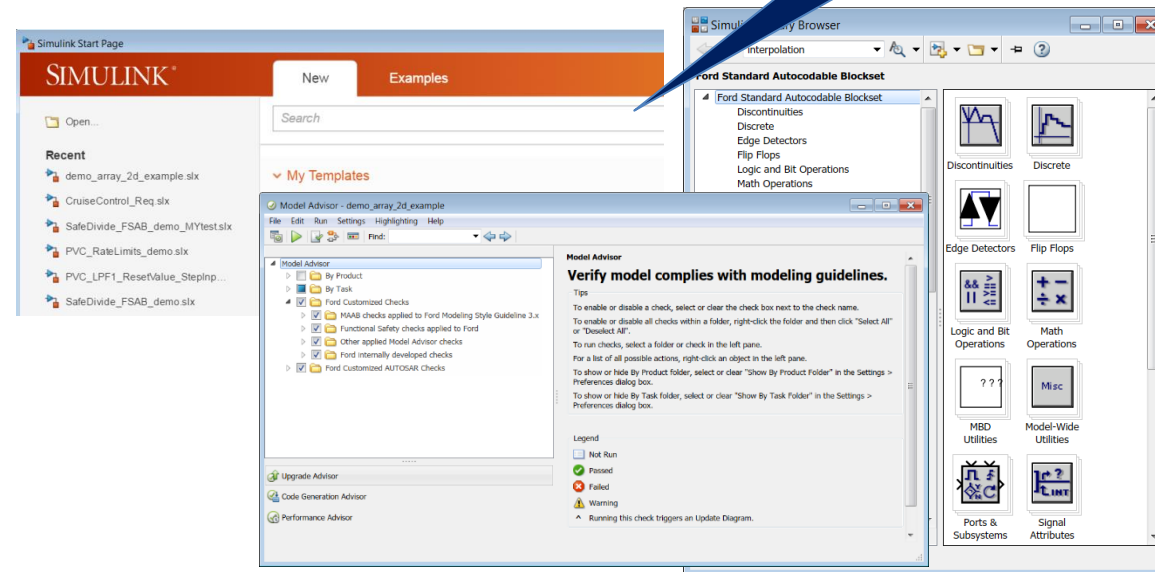 Simulink Start Page
SIMULINK®
New
Examples
Open...
Search
Recent
demo_array_2d_example.slx
CruiseControl_Req.slx
SafeDivide_FSAB_demo_MYtest.slx
PVC_RateLimits_demo.slx
PVC_LPF1_ResetValue_StepInp...
SafeDivide_FSAB_demo.slx
My Templates
Browser
interpolation
Ford Standard Autocodable Blockset
Ford Standard Autocodable Blockset
Discontinuities
Discrete
Edge Detectors
Flip Flops
Logic and Bit Operations
Math Operations
Discontinuities
Discrete
Edge Detectors
Flip Flops
Logic and Bit
Operations
Math
Operations
? ? ?
Misc
MBD
Utilities
Model-Wide
Utilities
Ports &
Subsystems
Signal
Attributes
Model Advisor - demo_array_2d_example
File Edit Run Settings Highlighting Help
Find:
Model Advisor
By Product
By Task
Ford Customized Checks
MAAB checks applied to Ford Modeling Style Guideline 3.x
Functional Safety checks applied to Ford
Other applied Model Advisor checks
Ford internally developed checks
Ford Customized AUTOSAR Checks
Upgrade Advisor
Code Generation Advisor
Performance Advisor
Model Advisor
Verify model complies with modeling guidelines.
Tips
To enable or disable a check, select or clear the check box next to the check name.
To enable or disable all checks within a folder, right-click the folder and then click "Select All"
or "Deselect All".
To run checks, select a folder or check in the left pane.
For a list of all possible actions, right-click an object in the left pane.
To show or hide By Product folder, select or clear "Show By Product Folder" in the Settings >
Preferences dialog box.
To show or hide By Task folder, select or clear "Show By Task Folder" in the Settings >
Preferences dialog box.
Legend
Not Run
Passed
Failed
Warning
^ Running this check triggers an Update Diagram.